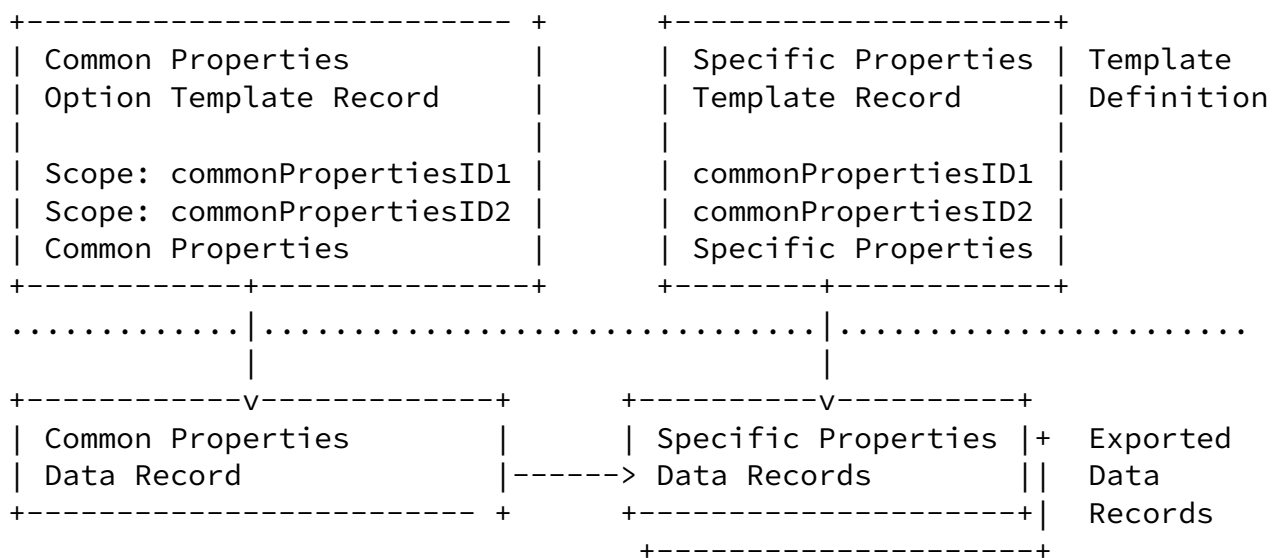 Common Properties Specific Properties Template
Option Template Record Template Record Definition
Scope: commonPropertiesID1 commonPropertiesID1
Scope: commonPropertiesID2 commonPropertiesID2
Common Properties Specific Properties
Common Properties Specific Properties Exported
Data Record Data Records Data
Records